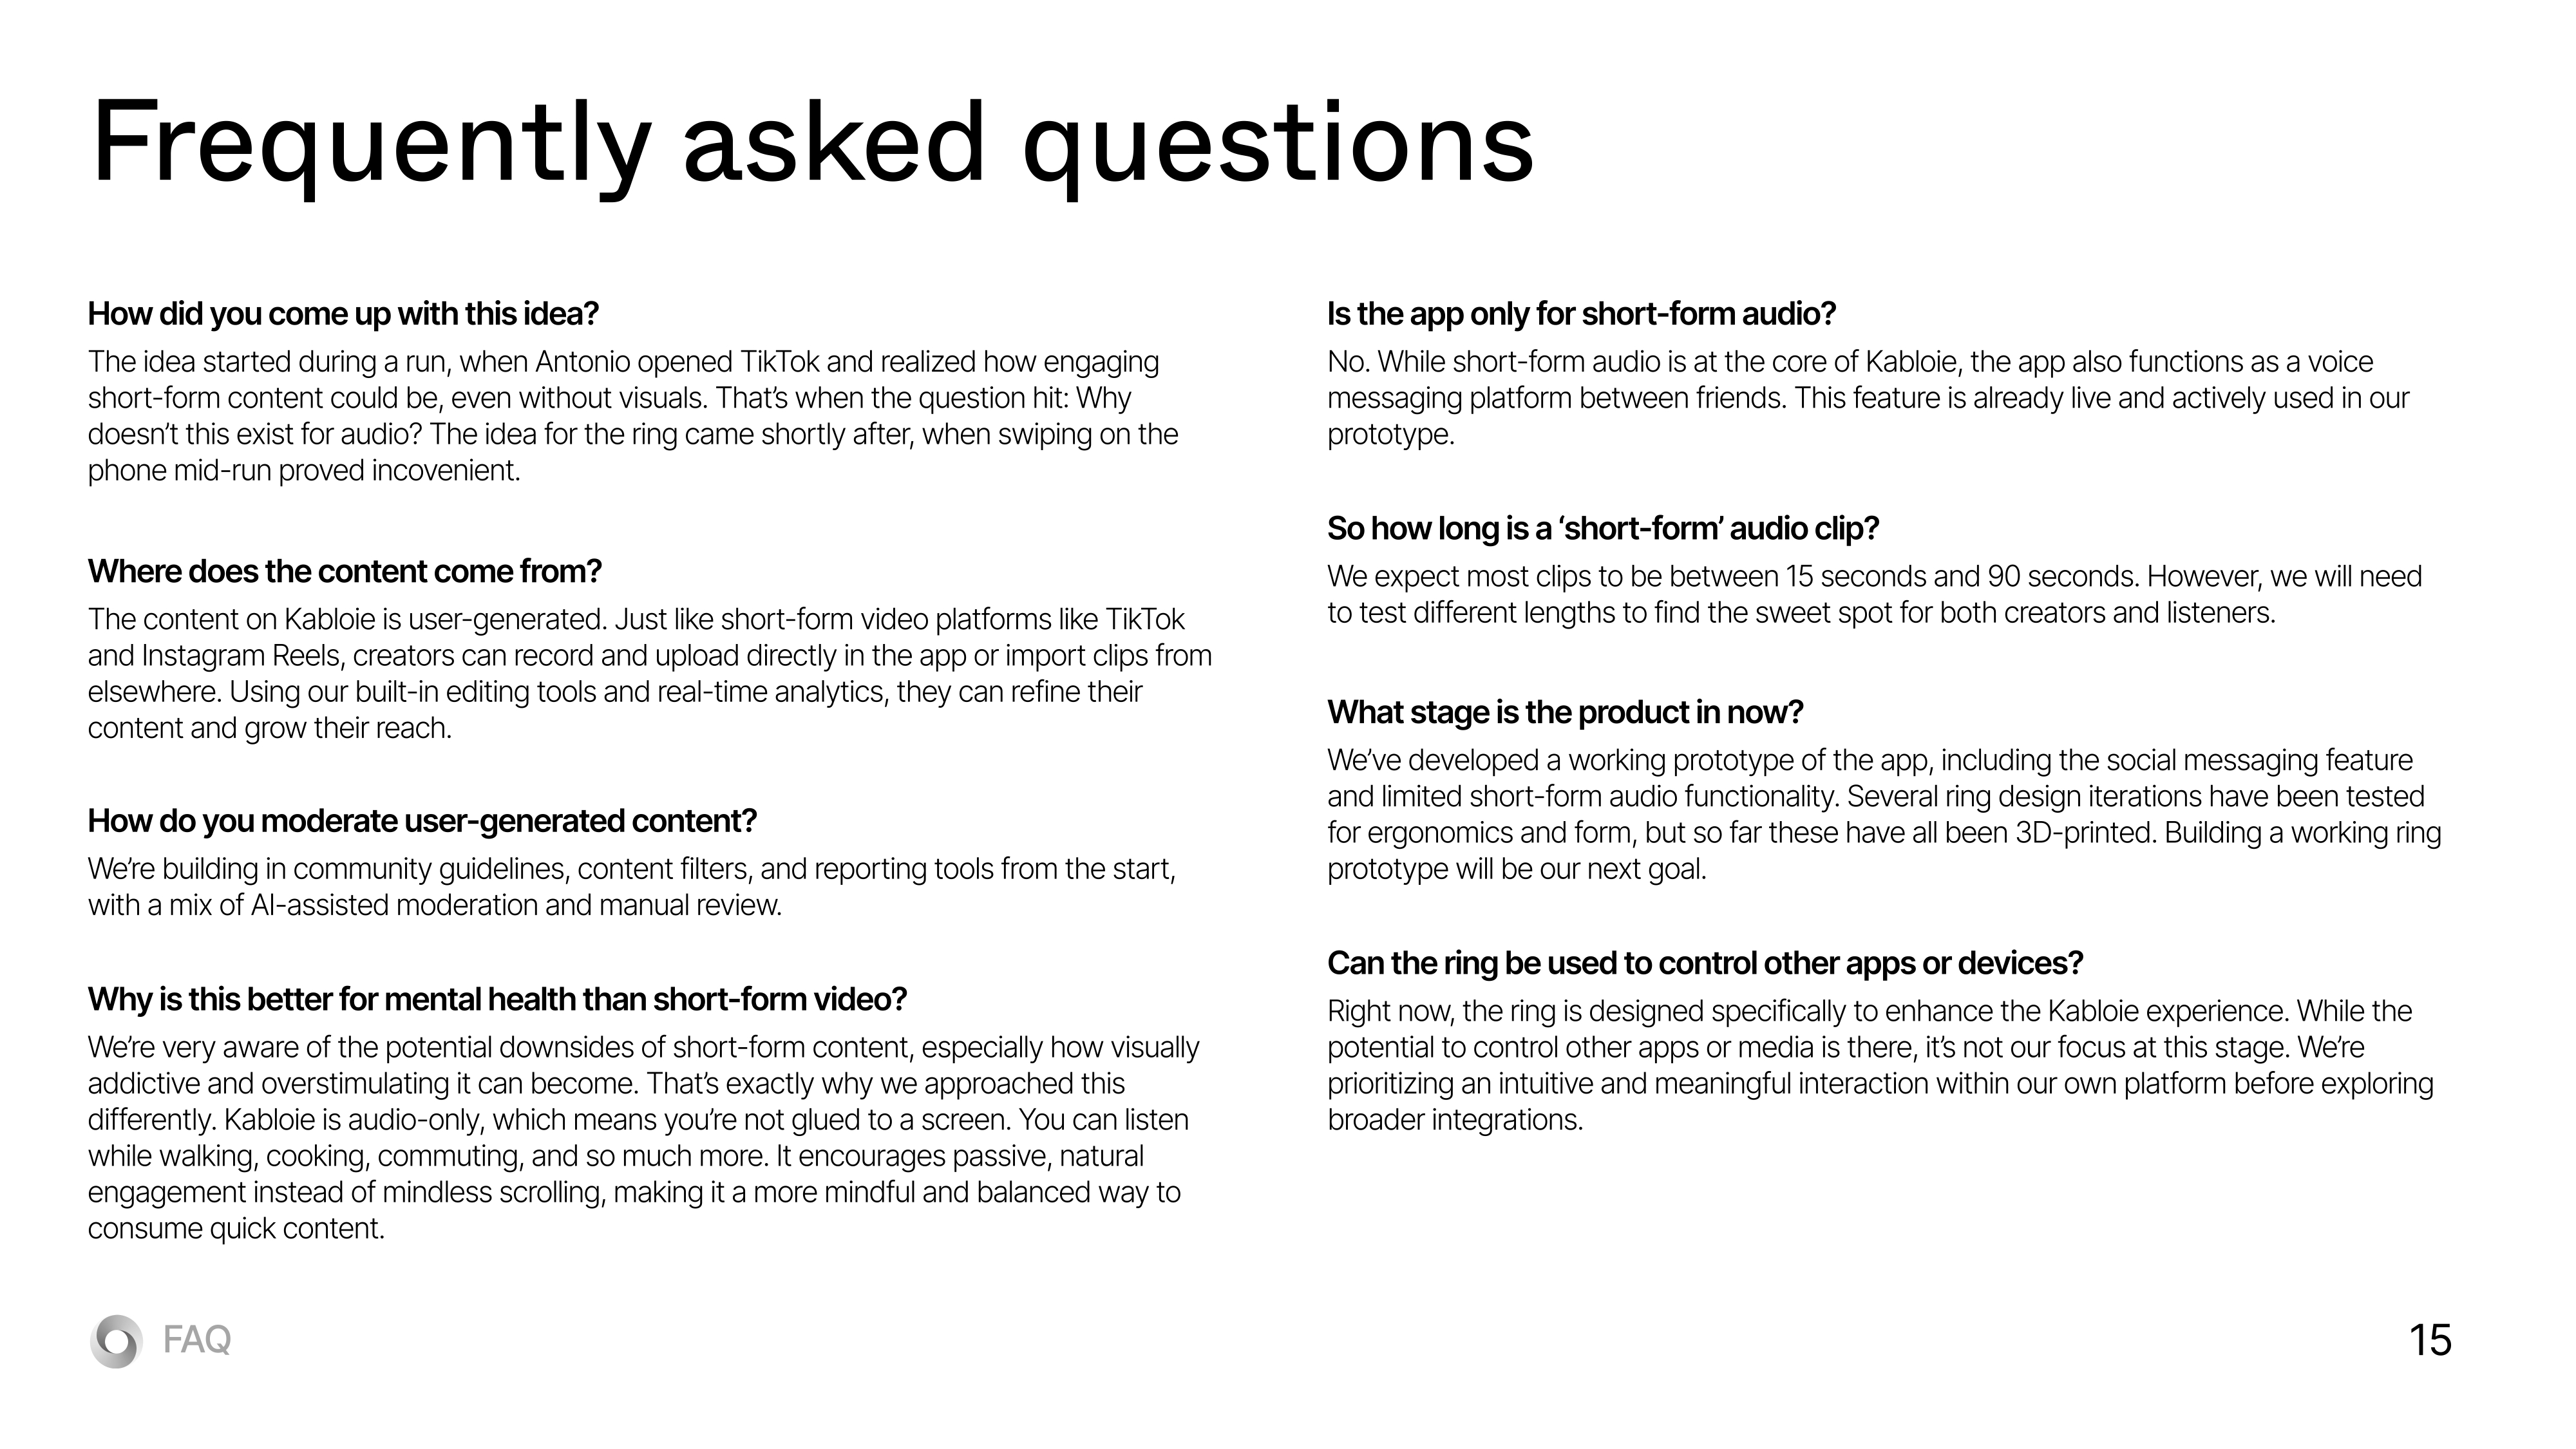 Frequently asked questions
How did you come up with this idea?
The idea started during a run, when Antonio opened TikTok and realized how engaging
short-form content could be, even without visuals. That’s when the question hit: Why
doesn’t this exist for audio? The idea for the ring came shortly after, when swiping on the
phone mid-run proved incovenient.
Where does the content come from?
The content on Kabloie is user-generated. Just like short-form video platforms like TikTok
and Instagram Reels, creators can record and upload directly in the app or import clips from
elsewhere. Using our built-in editing tools and real-time analytics, they can refine their
content and grow their reach.
How do you moderate user-generated content?
We’re building in community guidelines, content filters, and reporting tools from the start,
with a mix of AI-assisted moderation and manual review.
Why is this better for mental health than short-form video?
We’re very aware of the potential downsides of short-form content, especially how visually
addictive and overstimulating it can become. That’s exactly why we approached this
differently. Kabloie is audio-only, which means you’re not glued to a screen. You can listen
while walking, cooking, commuting, and so much more. It encourages passive, natural
engagement instead of mindless scrolling, making it a more mindful and balanced way to
consume quick content.
Is the app only for short-form audio?
No. While short-form audio is at the core of Kabloie, the app also functions as a voice
messaging platform between friends. This feature is already live and actively used in our
prototype.
So how long is a ‘short-form’ audio clip?
We expect most clips to be between 15 seconds and 90 seconds. However, we will need
to test different lengths to find the sweet spot for both creators and listeners.
What stage is the product in now?
We’ve developed a working prototype of the app, including the social messaging feature
and limited short-form audio functionality. Several ring design iterations have been tested
for ergonomics and form, but so far these have all been 3D-printed. Building a working ring
prototype will be our next goal.
Can the ring be used to control other apps or devices?
Right now, the ring is designed specifically to enhance the Kabloie experience. While the
potential to control other apps or media is there, it’s not our focus at this stage. We’re
prioritizing an intuitive and meaningful interaction within our own platform before exploring
broader integrations.
FAQ
15